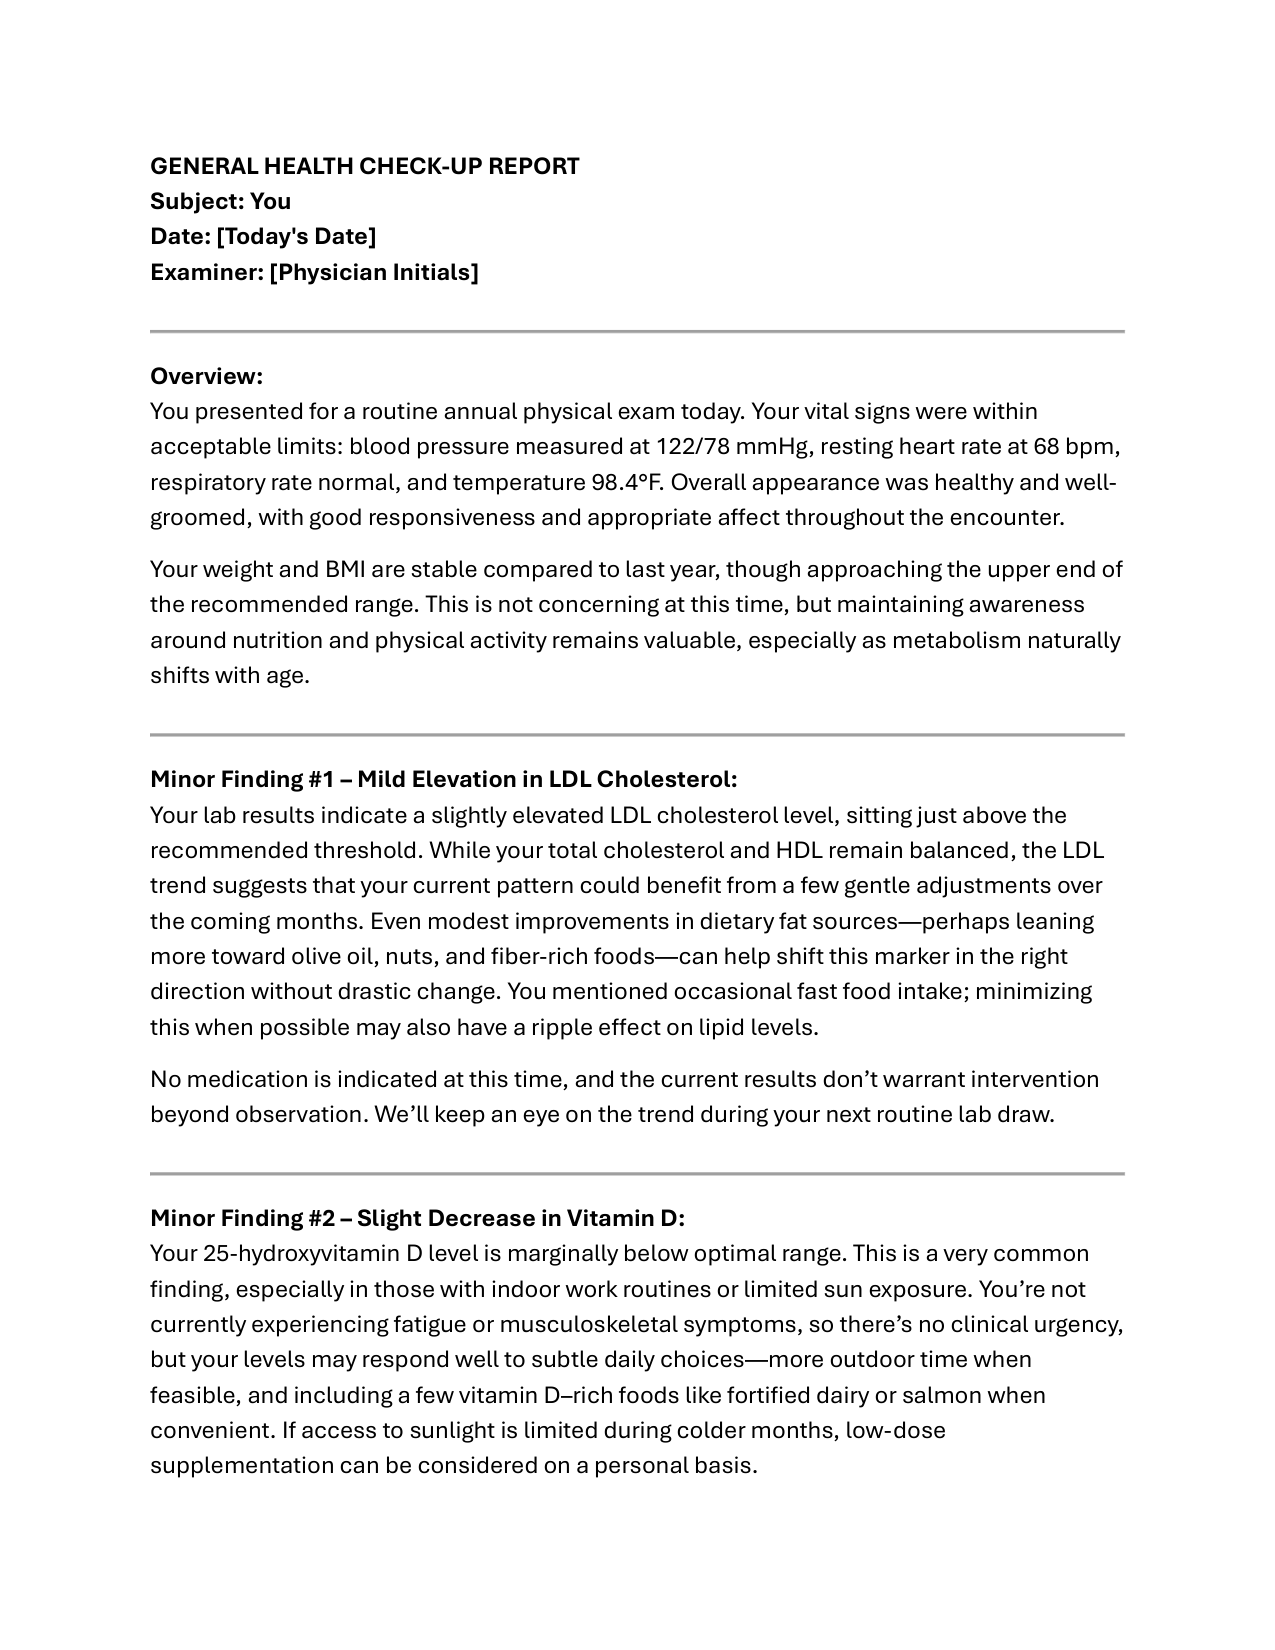 GENERAL HEALTH CHECK-UP REPORT
Subject: You
Date: [Today's Date]
Examiner: [Physician Initials]
Overview:
You presented for a routine annual physical exam today. Your vital signs were within
acceptable limits: blood pressure measured at 122/78 mmHg, resting heart rate at 68 bpm,
respiratory rate normal, and temperature 98.4°F. Overall appearance was healthy and well-
groomed, with good responsiveness and appropriate affect throughout the encounter.
Your weight and BMI are stable compared to last year, though approaching the upper end of
the recommended range. This is not concerning at this time, but maintaining awareness
around nutrition and physical activity remains valuable, especially as metabolism naturally
shifts with age.
Minor Finding #1 – Mild Elevation in LDL Cholesterol:
Your lab results indicate a slightly elevated LDL cholesterol level, sitting just above the
recommended threshold. While your total cholesterol and HDL remain balanced, the LDL
trend suggests that your current pattern could benefit from a few gentle adjustments over
the coming months. Even modest improvements in dietary fat sources—perhaps leaning
more toward olive oil, nuts, and fiber-rich foods—can help shift this marker in the right
direction without drastic change. You mentioned occasional fast food intake; minimizing
this when possible may also have a ripple effect on lipid levels.
No medication is indicated at this time, and the current results don’t warrant intervention
beyond observation. We’ll keep an eye on the trend during your next routine lab draw.
Minor Finding #2 – Slight Decrease in Vitamin D:
Your 25-hydroxyvitamin D level is marginally below optimal range. This is a very common
finding, especially in those with indoor work routines or limited sun exposure. You’re not
currently experiencing fatigue or musculoskeletal symptoms, so there’s no clinical urgency,
but your levels may respond well to subtle daily choices—more outdoor time when
feasible, and including a few vitamin D–rich foods like fortified dairy or salmon when
convenient. If access to sunlight is limited during colder months, low-dose
supplementation can be considered on a personal basis.